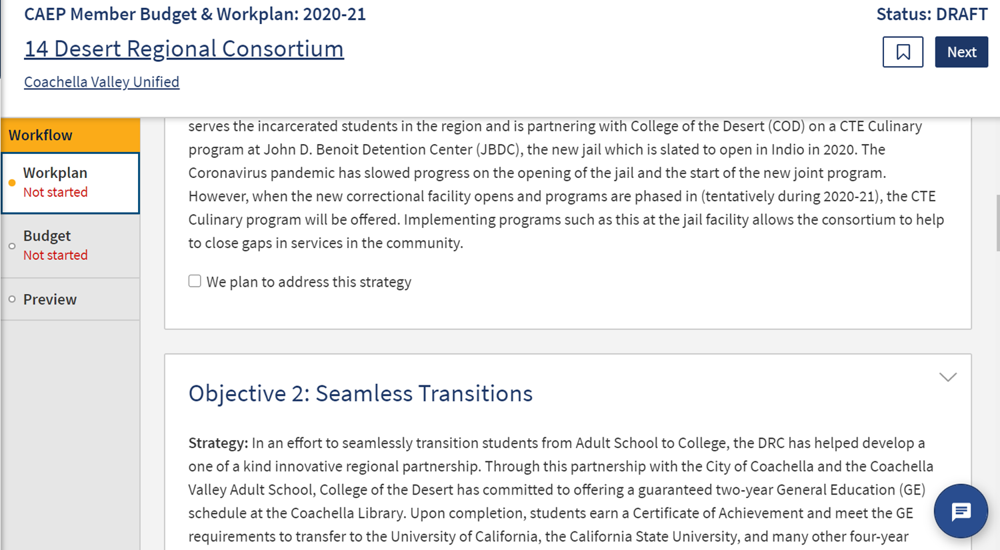 CAEP Member Budget & Workplan: 2020-21
Status: DRAFT
14 Desert Regional Consortium
Next
Coachella Valley Unified
Workflow
Workplan
Not started
Budget
Not started
Preview
serves the incarcerated students in the region and is partnering with College of the Desert (COD) on a CTE Culinary
program at John D. Benoit Detention Center (JBDC), the new jail which is slated to open in Indio in 2020. The
Coronavirus pandemic has slowed progress on the opening of the jail and the start of the new joint program.
However, when the new correctional facility opens and programs are phased in (tentatively during 2020-21), the CTE
Culinary program will be offered. Implementing programs such as this at the jail facility allows the consortium to help
to close gaps in services in the community.
We plan to address this strategy
Objective 2: Seamless Transitions
Strategy: In an effort to seamlessly transition students from Adult School to College, the DRC has helped develop a
one of a kind innovative regional partnership. Through this partnership with the City of Coachella and the Coachella
Valley Adult School, College of the Desert has committed to offering a guaranteed two-year General Education (GE)
schedule at the Coachella Library. Upon completion, students earn a Certificate of Achievement and meet the GE
requirements to transfer to the University of California, the California State University, and many other four-year